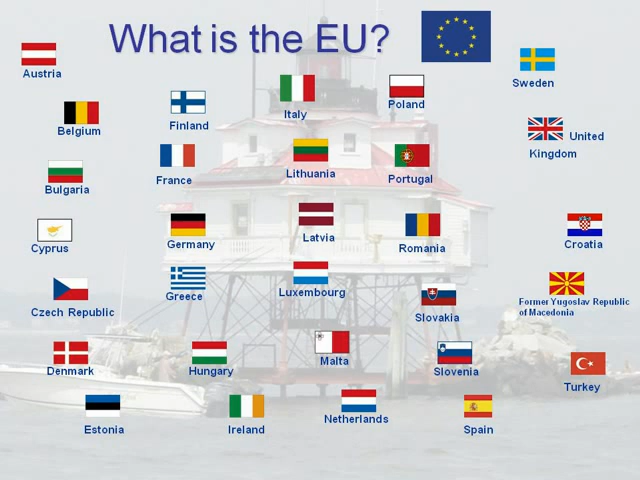 What is the EU?
Austria
Sweden
Belgium
Finland
Italy
Poland
United
Kingdom
Bulgaria
France
Lithuania
Portugal
Cyprus
Germany
Latvia
Romania
Croatia
Czech Republic
Greece
Luxembourg
Slovakia
Former Yugoslav Republic
of Macedonia
Denmark
Hungary
Malta
Slovenia
Turkey
Estonia
Ireland
Netherlands
Spain